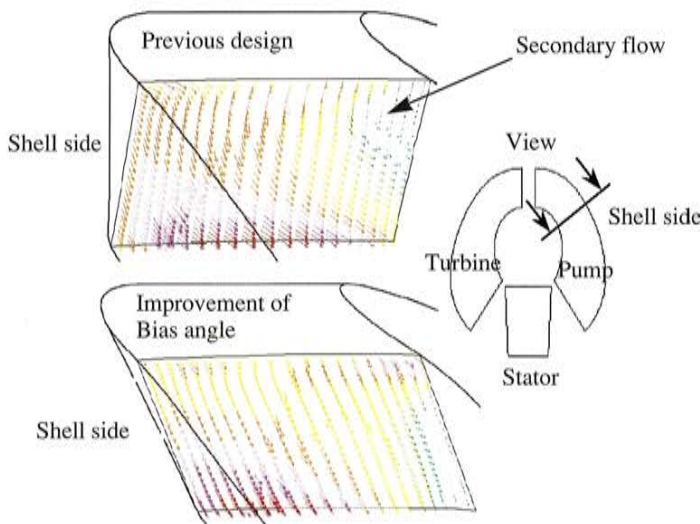 Previous design
Secondary flow
Shell side
View
Shell side
Turbine
Pump
Stator
Improvement of
Bias angle
Shell side